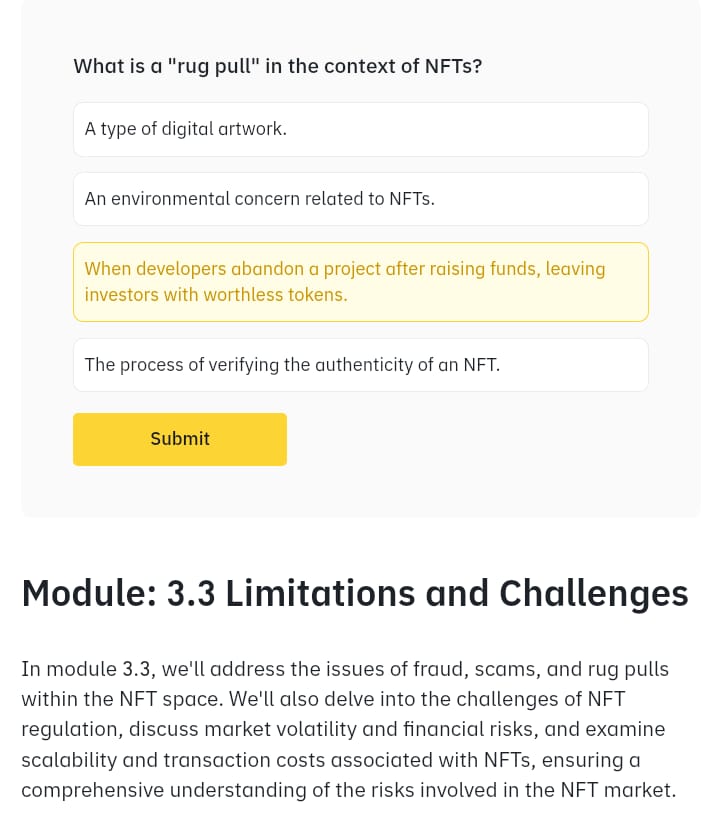 What is a "rug pull" in the context of NFTs?
A type of digital artwork.
An environmental concern related to NFTs.
When developers abandon a project after raising funds, leaving
investors with worthless tokens.
The process of verifying the authenticity of an NFT.
Submit
Module: 3.3 Limitations and Challenges
In module 3.3, we'll address the issues of fraud, scams, and rug pulls
within the NFT space. We'll also delve into the challenges of NFT
regulation, discuss market volatility and financial risks, and examine
scalability and transaction costs associated with NFTs, ensuring a
comprehensive understanding of the risks involved in the NFT market.